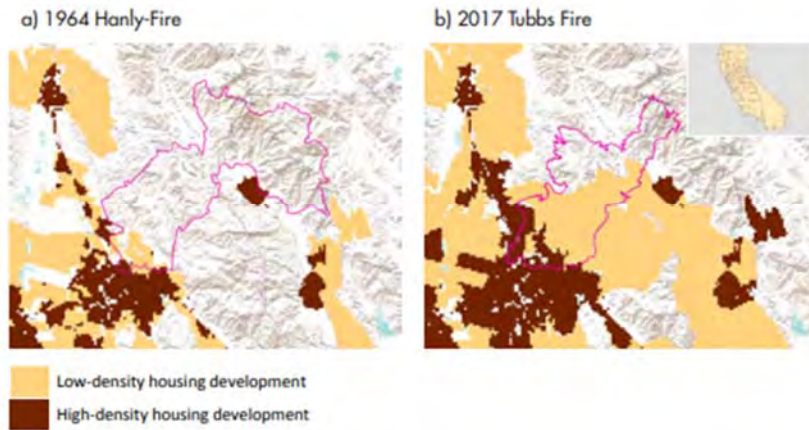 a) 1964 Hanly-Fire
b) 2017 Tubbs Fire
Low-density housing development
High-density housing development